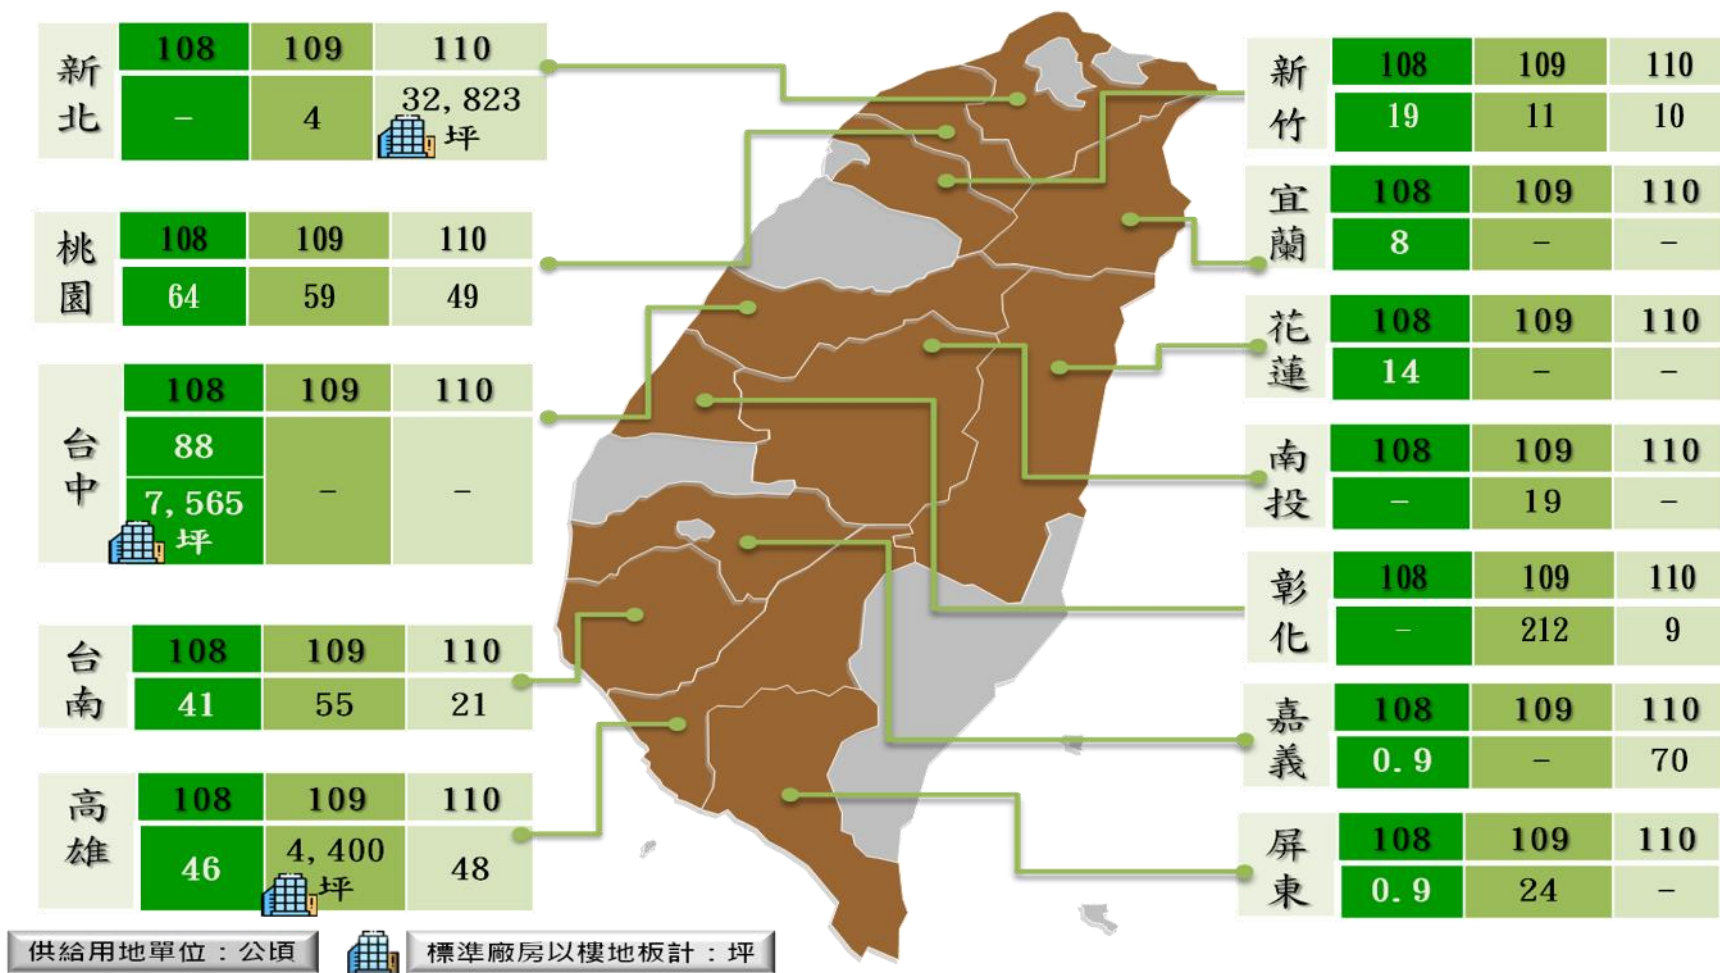 新北
108 109 110
– 4 32,823
坪
桃園
108 109 110
64 59 49
台中
108 109 110
88 – –
7,565
坪
台南
108 109 110
41 55 21
高雄
108 109 110
46 4,400 48
坪
新竹
108 109 110
19 11 10
宜蘭
108 109 110
8 – –
花蓮
108 109 110
14 – –
南投
108 109 110
– 19 –
彰化
108 109 110
– 212 9
嘉義
108 109 110
0.9 – 70
屏東
108 109 110
0.9 24 –
供給用地單位：公頃
標準廠房以樓地板計：坪